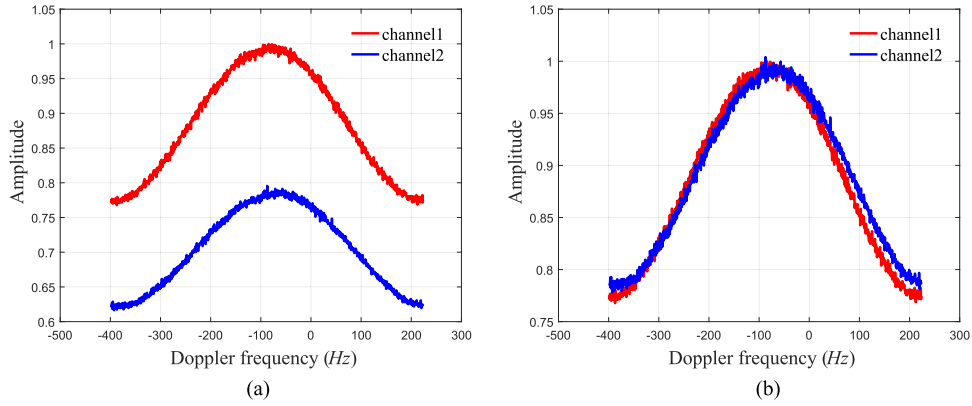 1.05
1
0.95
0.9
0.85
0.8
0.75
0.7
0.65
0.6
Amplitude
channel1
channel2
-500 -400 -300 -200 -100 0 100 200 300
Doppler frequency (Hz)
(a)
1.05
1
0.95
0.9
0.85
0.8
0.75
Amplitude
channel1
channel2
-500 -400 -300 -200 -100 0 100 200 300
Doppler frequency (Hz)
(b)